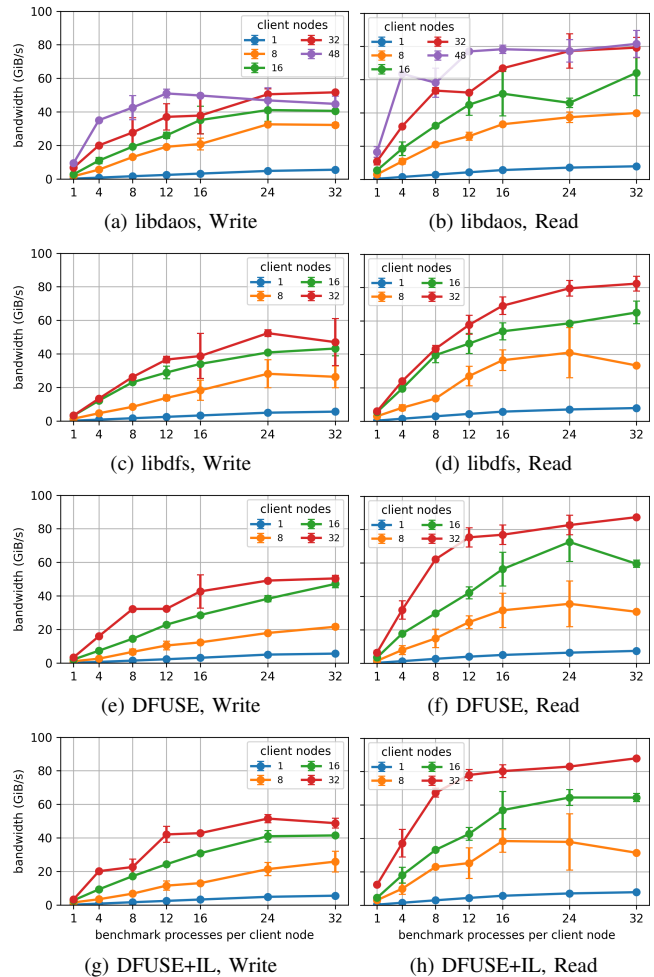 100
80
60
40
20
0
bandwidth (GiB/s)
client nodes
1 32
8 48
16
1 4 8 12 16 24 32
(a) libdaos, Write
client nodes
1 32
8 48
16
1 4 8 12 16 24 32
(b) libdaos, Read
100
80
60
40
20
0
bandwidth (GiB/s)
client nodes
1 16
8 32
1 4 8 12 16 24 32
(c) libdfs, Write
client nodes
1 16
8 32
1 4 8 12 16 24 32
(d) libdfs, Read
100
80
60
40
20
0
bandwidth (GiB/s)
client nodes
1 16
8 32
1 4 8 12 16 24 32
(e) DFUSE, Write
client nodes
1 16
8 32
1 4 8 12 16 24 32
(f) DFUSE, Read
100
80
60
40
20
0
bandwidth (GiB/s)
client nodes
1 16
8 32
1 4 8 12 16 24 32
benchmark processes per client node
(g) DFUSE+IL, Write
client nodes
1 16
8 32
1 4 8 12 16 24 32
benchmark processes per client node
(h) DFUSE+IL, Read